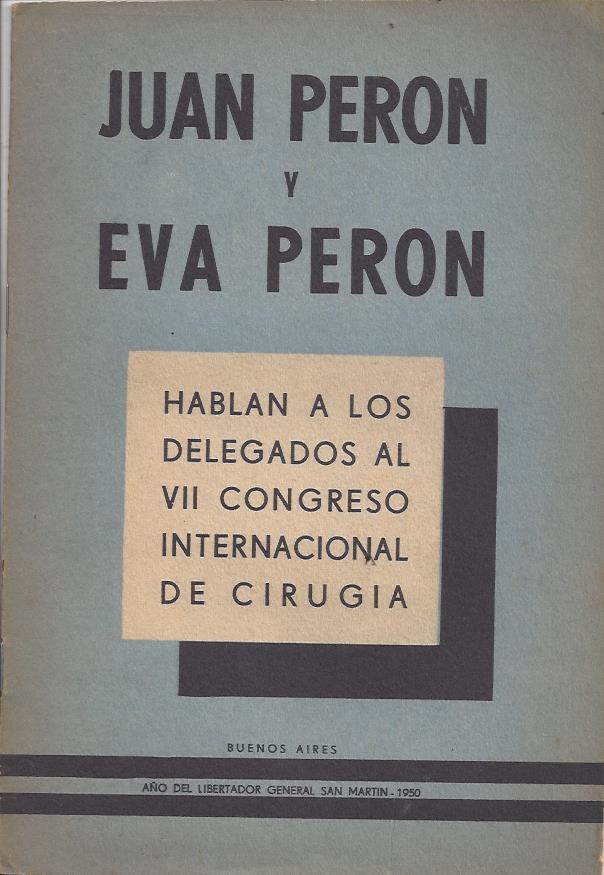 JUAN PERON
Y
EVA PERON
HABLAN A LOS
DELEGADOS AL
VII CONGRESO
INTERNACIONAL
DE CIRUGIA
BUENOS AIRES
AÑO DEL LIBERTADOR GENERAL SAN MARTIN - 1950